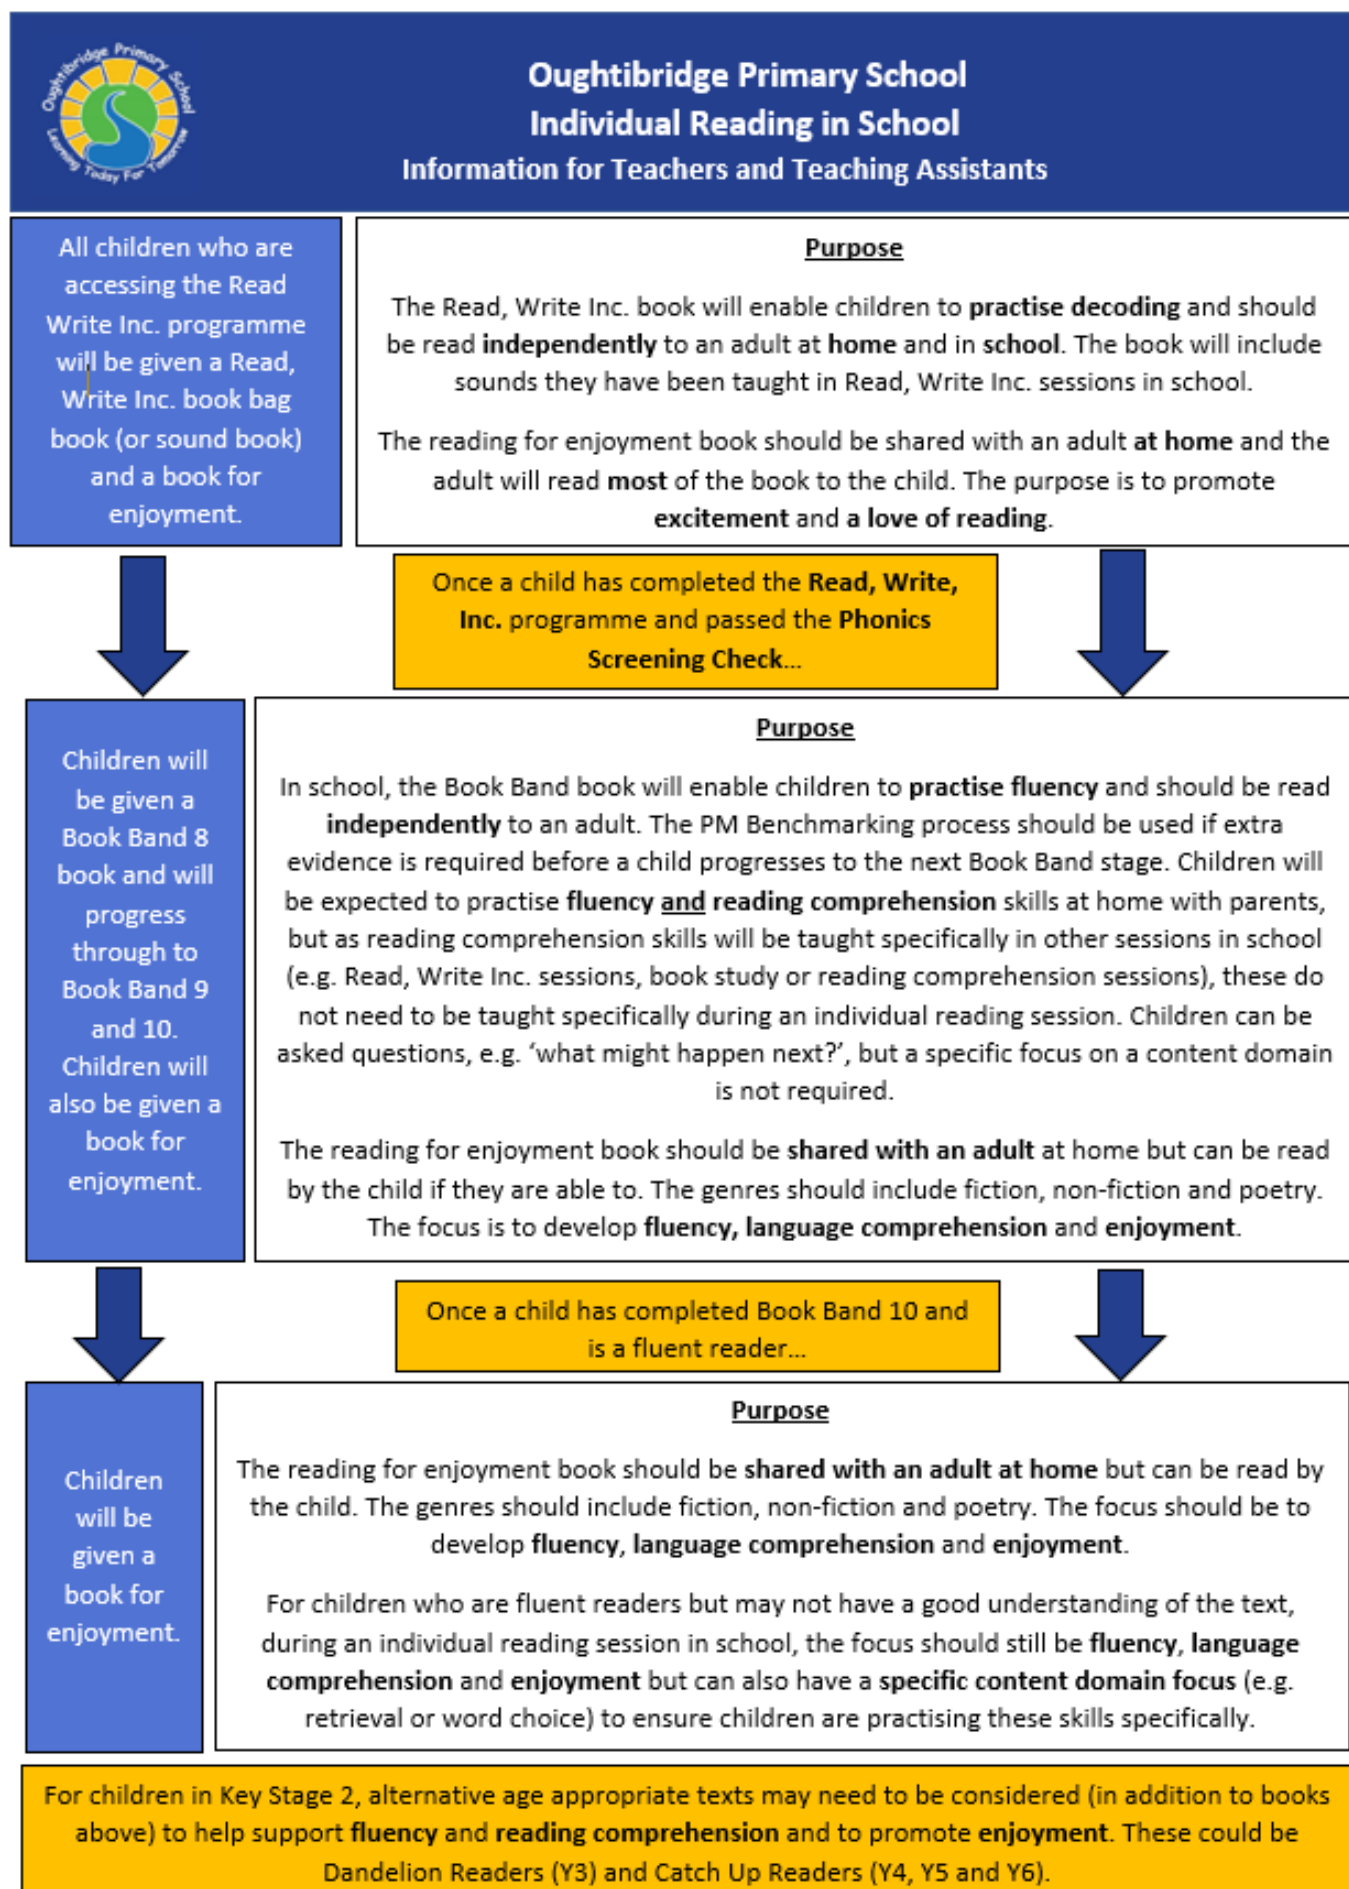 Oughtibridge Primary School
Learning Today For Tomorrow
Oughtibridge Primary School
Individual Reading in School
Information for Teachers and Teaching Assistants
All children who are
accessing the Read
Write Inc. programme
will be given a Read,
Write Inc. book bag
book (or sound book)
and a book for
enjoyment.
Purpose
The Read, Write Inc. book will enable children to practise decoding and should
be read independently to an adult at home and in school. The book will include
sounds they have been taught in Read, Write Inc. sessions in school.
The reading for enjoyment book should be shared with an adult at home and the
adult will read most of the book to the child. The purpose is to promote
excitement and a love of reading.
Once a child has completed the Read, Write,
Inc. programme and passed the Phonics
Screening Check...
Children will
be given a
Book Band 8
book and will
progress
through to
Book Band 9
and 10.
Children will
also be given a
book for
enjoyment.
Purpose
In school, the Book Band book will enable children to practise fluency and should be read
independently to an adult. The PM Benchmarking process should be used if extra
evidence is required before a child progresses to the next Book Band stage. Children will
be expected to practise fluency and reading comprehension skills at home with parents,
but as reading comprehension skills will be taught specifically in other sessions in school
(e.g. Read, Write Inc. sessions, book study or reading comprehension sessions), these do
not need to be taught specifically during an individual reading session. Children can be
asked questions, e.g. ‘what might happen next?’, but a specific focus on a content domain
is not required.
The reading for enjoyment book should be shared with an adult at home but can be read
by the child if they are able to. The genres should include fiction, non-fiction and poetry.
The focus is to develop fluency, language comprehension and enjoyment.
Once a child has completed Book Band 10 and
is a fluent reader...
Children
will be
given a
book for
enjoyment.
Purpose
The reading for enjoyment book should be shared with an adult at home but can be read by
the child. The genres should include fiction, non-fiction and poetry. The focus should be to
develop fluency, language comprehension and enjoyment.
For children who are fluent readers but may not have a good understanding of the text,
during an individual reading session in school, the focus should still be fluency, language
comprehension and enjoyment but can also have a specific content domain focus (e.g.
retrieval or word choice) to ensure children are practising these skills specifically.
For children in Key Stage 2, alternative age appropriate texts may need to be considered (in addition to books
above) to help support fluency and reading comprehension and to promote enjoyment. These could be
Dandelion Readers (Y3) and Catch Up Readers (Y4, Y5 and Y6).